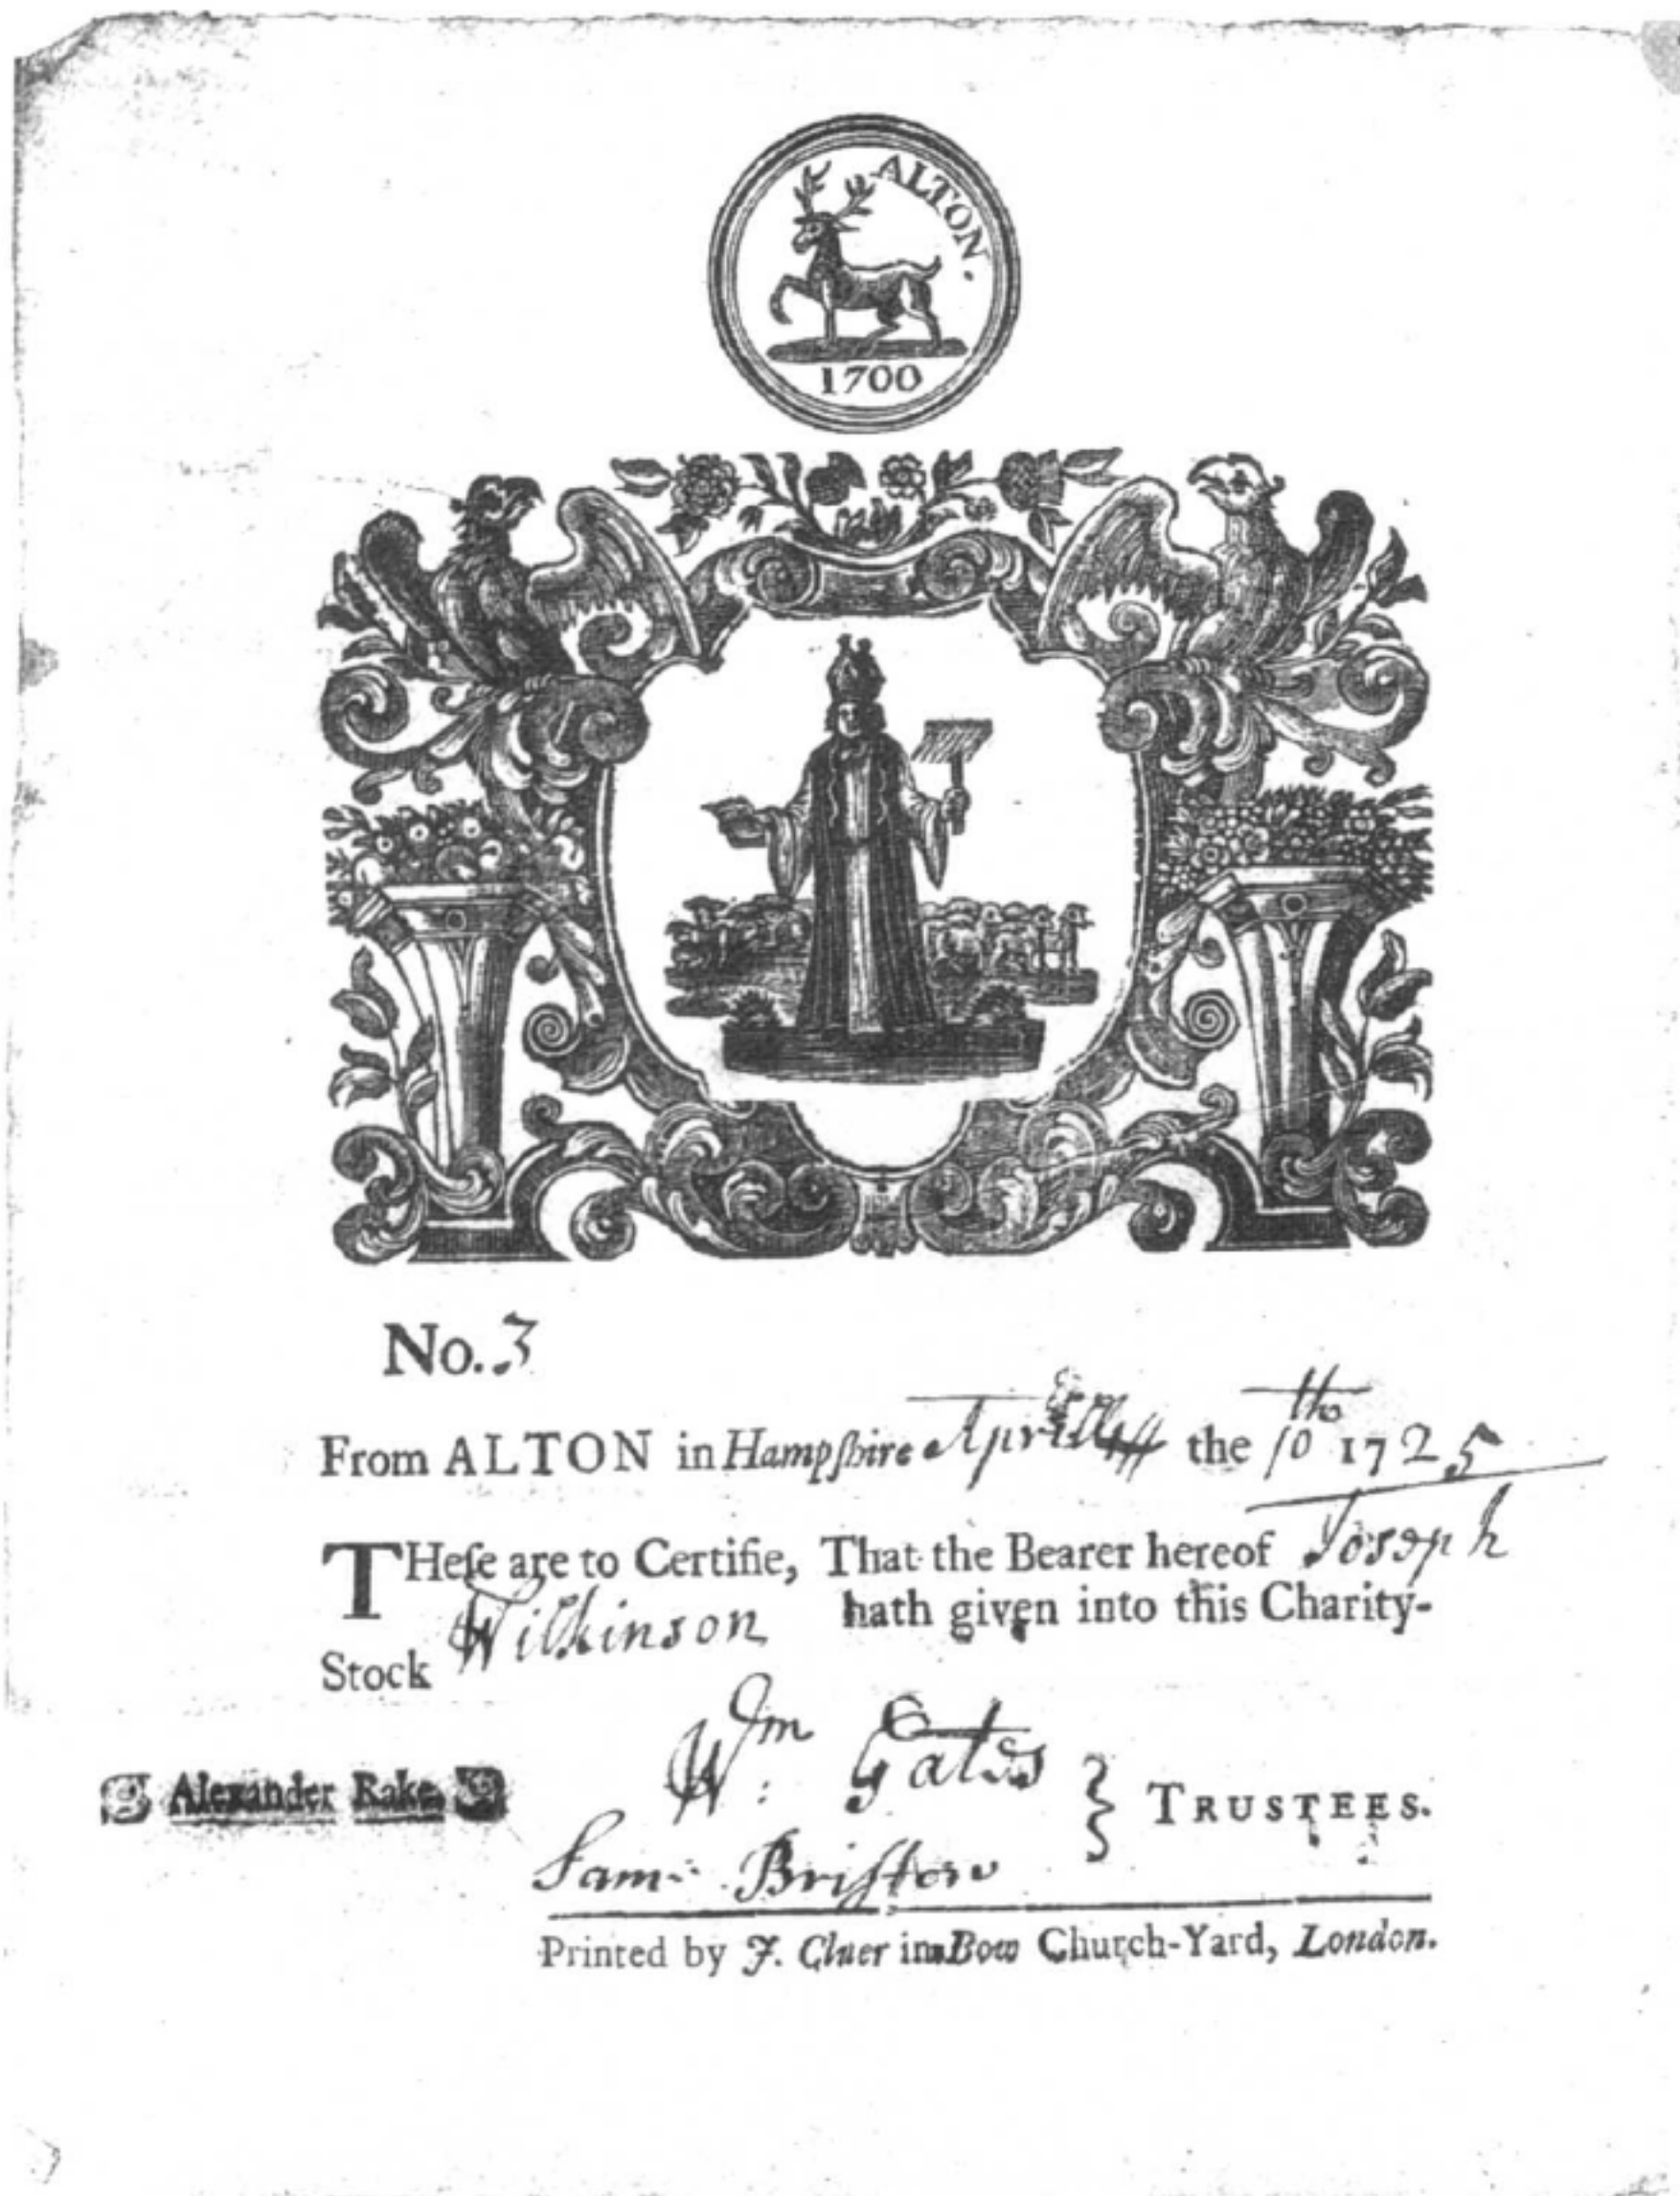 ALTON.
1700
No. 3
From ALTON in Hampſhire Aprill the 10th 1725
THeſe are to Certifie, That the Bearer hereof Joseph
Wilkinson hath given into this Charity-
Stock
Wm Gates
Alexander Rake
TRUSTEES.
Sam: Briſtow
Printed by J. Cluer in Bow Church-Yard, London.